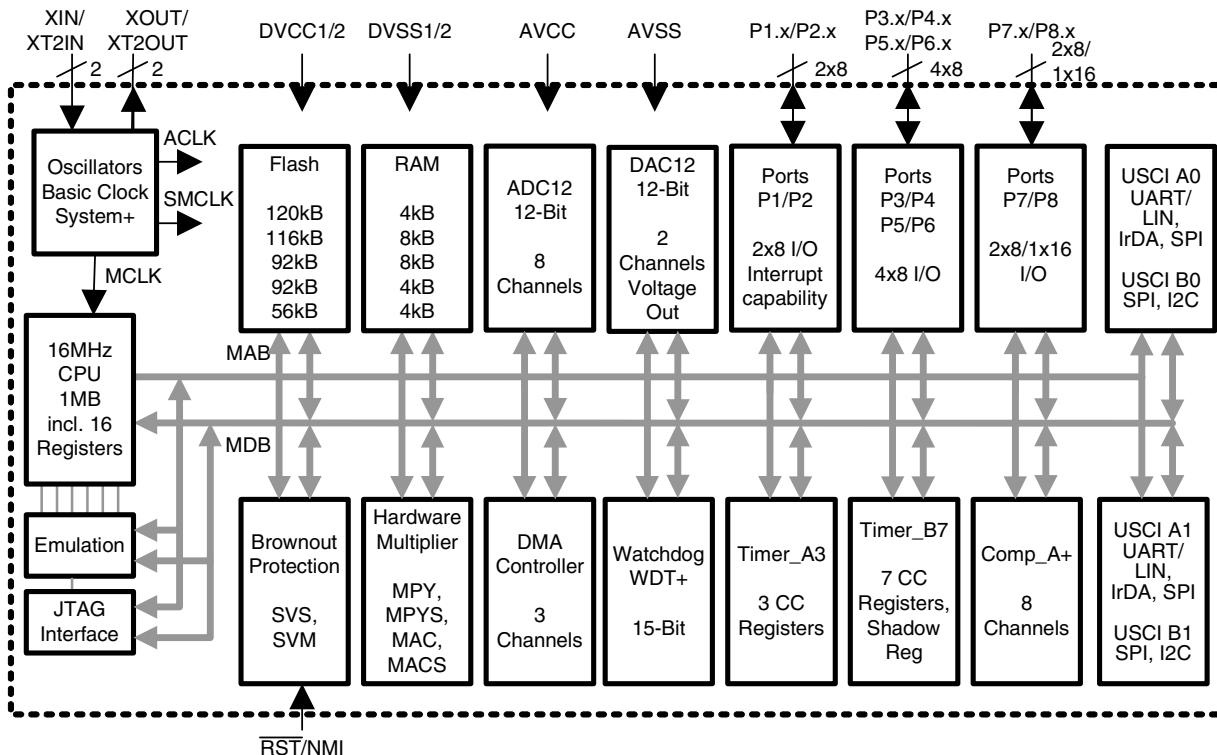 XIN/
XT2IN
XOUT/
XT2OUT
DVCC1/2
DVSS1/2
AVCC
AVSS
P1.x/P2.x
P3.x/P4.x
P5.x/P6.x
P7.x/P8.x
2
2
2x8
4x8
2x8/
1x16
Oscillators
Basic Clock
System+
ACLK
SMCLK
MCLK
Flash
120kB
116kB
92kB
92kB
56kB
RAM
4kB
8kB
8kB
4kB
4kB
ADC12
12-Bit
8
Channels
DAC12
12-Bit
2
Channels
Voltage
Out
Ports
P1/P2
2x8 I/O
Interrupt
capability
Ports
P3/P4
P5/P6
4x8 I/O
Ports
P7/P8
2x8/1x16
I/O
USCI A0
UART/
LIN,
IrDA, SPI
USCI B0
SPI, I2C
16MHz
CPU
1MB
incl. 16
Registers
MAB
MDB
Emulation
JTAG
Interface
Brownout
Protection
SVS,
SVM
Hardware
Multiplier
MPY,
MPYS,
MAC,
MACS
DMA
Controller
3
Channels
Watchdog
WDT+
15-Bit
Timer_A3
3 CC
Registers
Timer_B7
7 CC
Registers,
Shadow
Reg
Comp_A+
8
Channels
USCI A1
UART/
LIN,
IrDA, SPI
USCI B1
SPI, I2C
RST/NMI